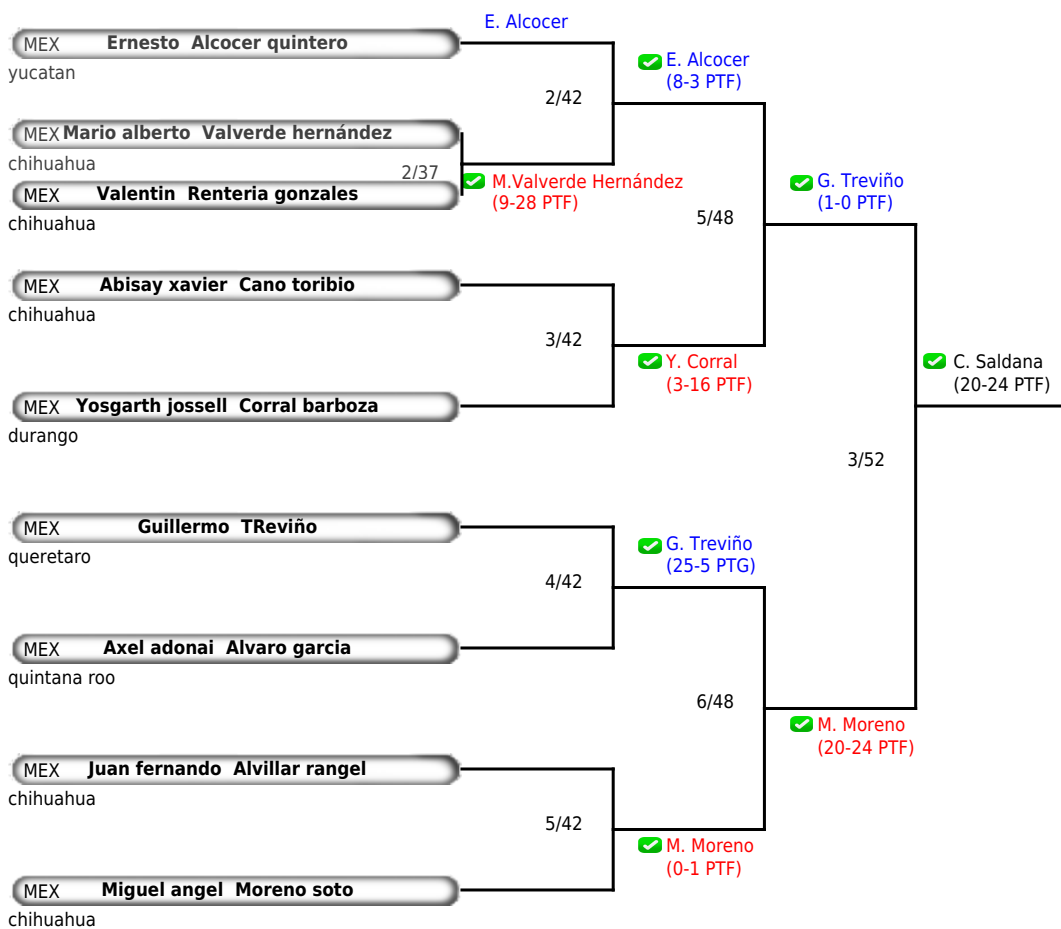 E. Alcocer
MEX Ernesto Alcocer quintero
yucatan
E. Alcocer
(8-3 PTF)
2/42
MEX Mario alberto Valverde hernández
chihuahua
2/37
M.Valverde Hernández
(9-28 PTF)
MEX Valentin Renteria gonzales
chihuahua
G. Treviño
(1-0 PTF)
5/48
MEX Abisay xavier Cano toribio
chihuahua
3/42
Y. Corral
(3-16 PTF)
C. Saldana
(20-24 PTF)
MEX Yosgarth jossell Corral barboza
durango
3/52
MEX Guillermo TReviño
queretaro
G. Treviño
(25-5 PTG)
4/42
MEX Axel adonai Alvaro garcia
quintana roo
6/48
M. Moreno
(20-24 PTF)
MEX Juan fernando Alvillar rangel
chihuahua
5/42
M. Moreno
(0-1 PTF)
MEX Miguel angel Moreno soto
chihuahua